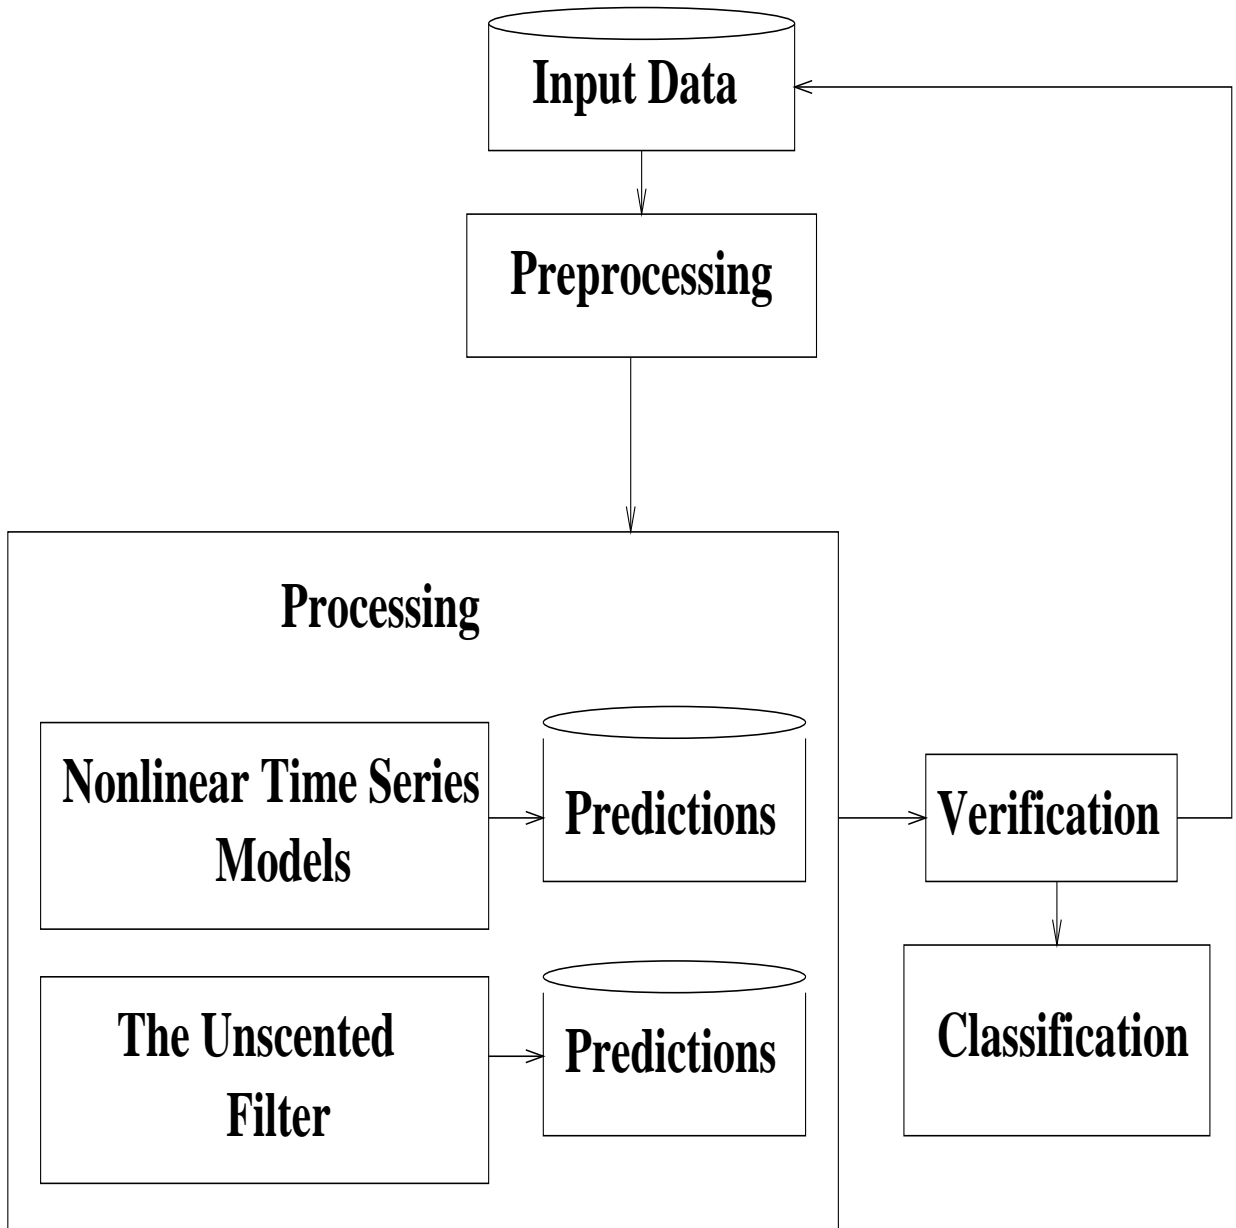 Input Data
Preprocessing
Processing
Nonlinear Time Series
Models
Predictions
Verification
The Unscented
Filter
Predictions
Classification